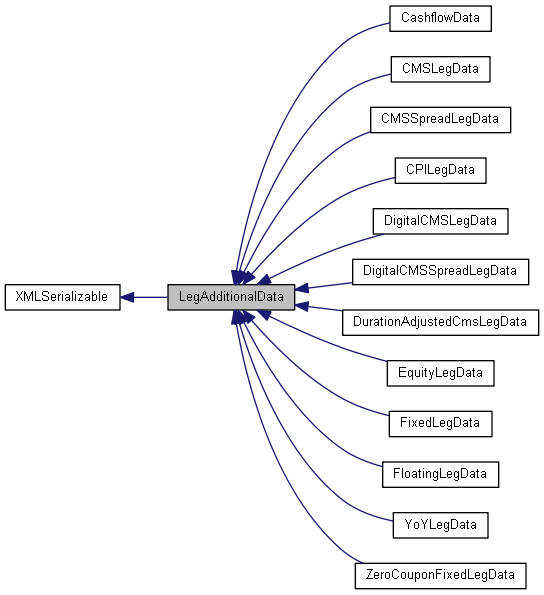 CashflowData
CMSLegData
CMSSpreadLegData
CPILegData
DigitalCMSLegData
DigitalCMSSpreadLegData
XMLSerializable
LegAdditionalData
DurationAdjustedCmsLegData
EquityLegData
FixedLegData
FloatingLegData
YoYLegData
ZeroCouponFixedLegData